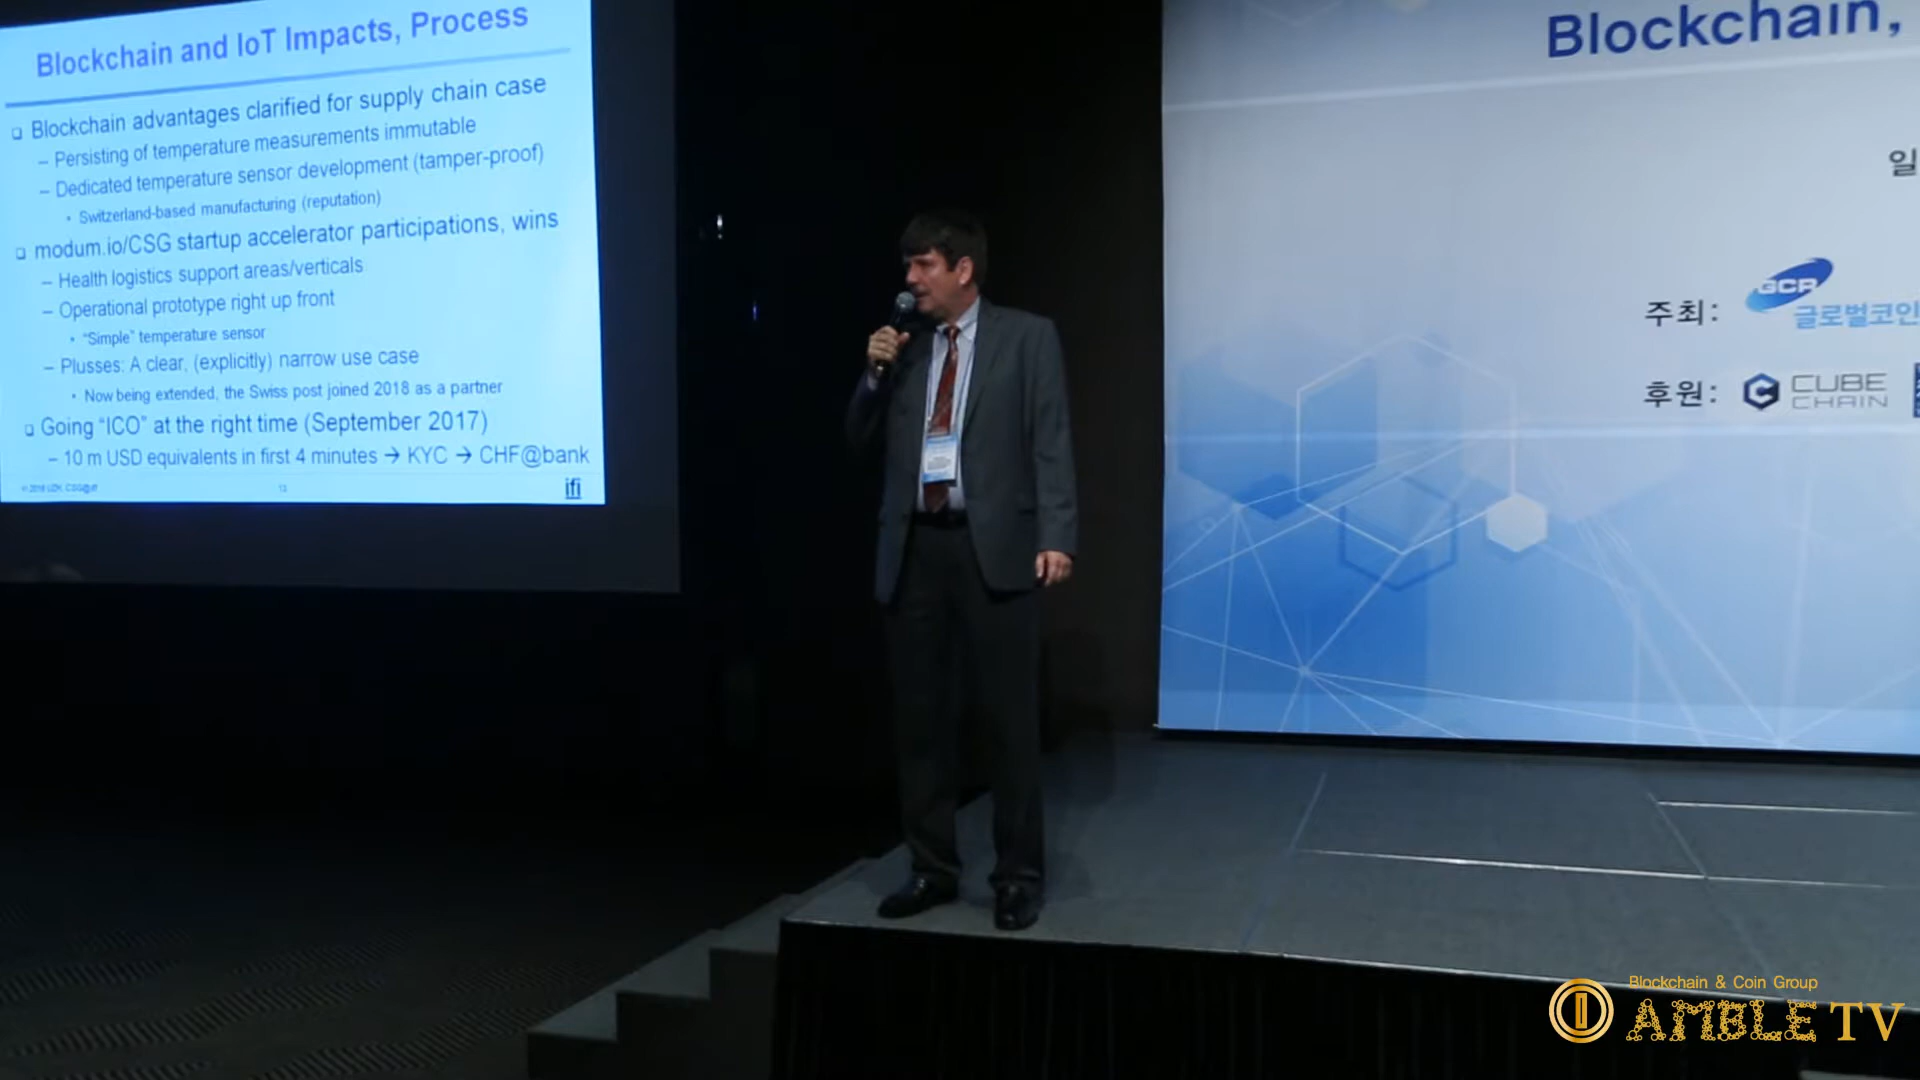 Blockchain and IoT Impacts, Process
Blockchain advantages clarified for supply chain case
– Persisting of temperature measurements immutable
– Dedicated temperature sensor development (tamper-proof)
• Switzerland-based manufacturing (reputation)
modum.io/CSG startup accelerator participations, wins
– Health logistics support areas/verticals
– Operational prototype right up front
• “Simple” temperature sensor
– Plusses: A clear, (explicitly) narrow use case
• Now being extended, the Swiss post joined 2018 as a partner
Going “ICO” at the right time (September 2017)
– 10 m USD equivalents in first 4 minutes → KYC → CHF@bank
13
ifi
Blockchain,
일
주최:
GCR
글로벌코인
후원:
CUBE
CHAIN
Blockchain & Coin Group
AMBLE TV